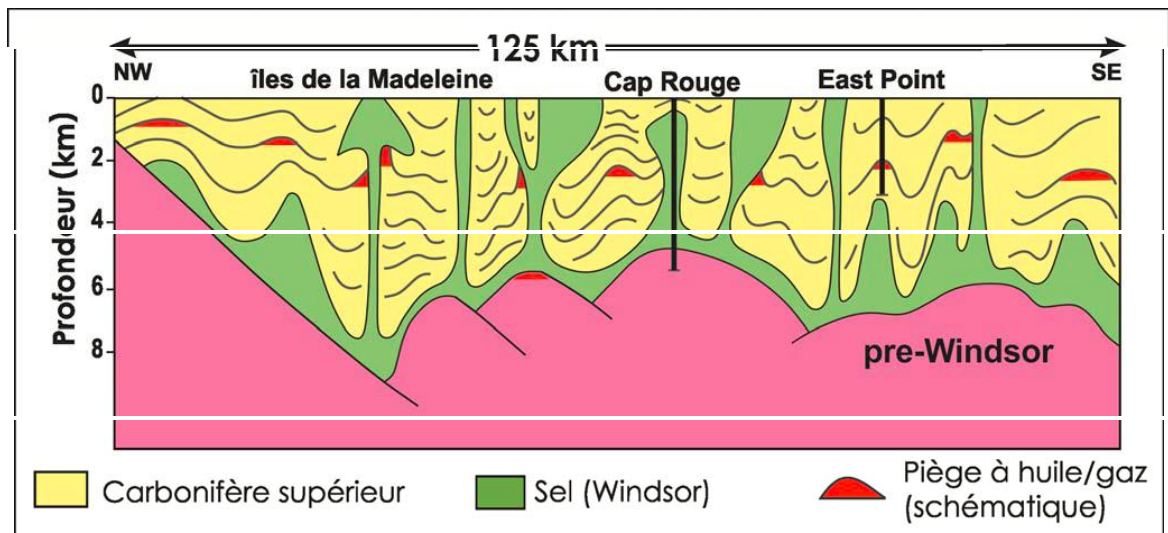 125 km
NW
îles de la Madeleine
Cap Rouge
East Point
SE
Profondeur (km)
0
2
4
6
8
pre-Windsor
Carbonifère supérieur
Sel (Windsor)
Piège à huile/gaz
(schématique)